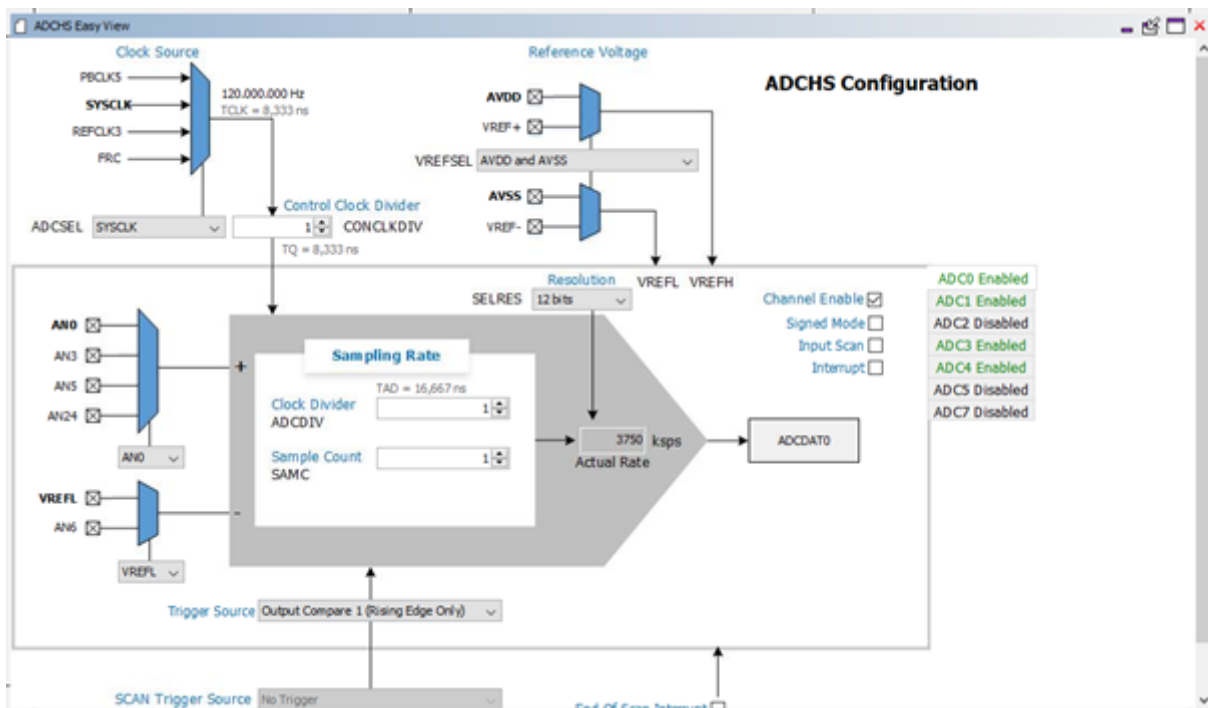 ADCHS Easy View
Clock Source
Reference Voltage
ADCHS Configuration
PBCLK5
SYSCLK
REFCLK3
FRC
120.000.000 Hz
TCLK = 8,333 ns
AVDD
VREF+
VREFSEL AVDD and AVSS
AVSS
VREF-
ADCSEL SYSCLK
Control Clock Divider
1 CONCLKDIV
TQ = 8,333 ns
VREFL VREFH
Resolution
SELRES 12 bits
Channel Enable
Signed Mode
Input Scan
Interrupt
ADC0 Enabled
ADC1 Enabled
ADC2 Disabled
ADC3 Enabled
ADC4 Enabled
ADC5 Disabled
ADC7 Disabled
AN0
AN3
AN5
AN24
AN0
+
Sampling Rate
TAD = 16,667 ns
Clock Divider 1
ADCDIV
Sample Count 1
SAMC
3750 ksps
Actual Rate
ADCDAT0
VREFL
AN6
-
VREFL
Trigger Source Output Compare 1 (Rising Edge Only)
SCAN Trigger Source No Trigger
End Of Scan Interrupt